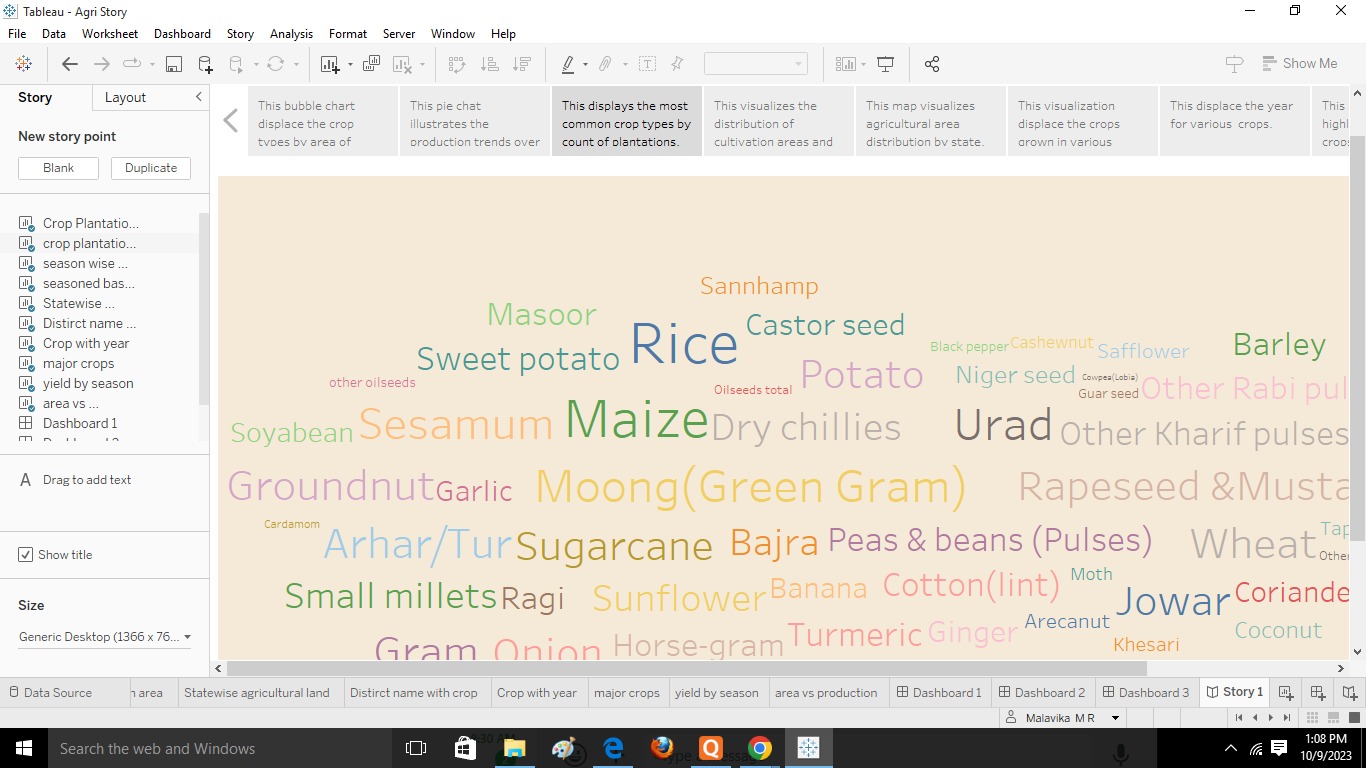 Tableau - Agri Story
File Data Worksheet Dashboard Story Analysis Format Server Window Help
Show Me
Story Layout
New story point
Blank Duplicate
Crop Plantatio...
crop plantatio...
season wise ...
seasoned bas...
Statewise ...
Distirct name ...
Crop with year
major crops
yield by season
area vs ...
Dashboard 1
A Drag to add text
Show title
Size
Generic Desktop (1366 x 76...
This bubble chart
displace the crop
types by area of
This pie chat
illustrates the
production trends over
This displays the most
common crop types by
count of plantations.
This visualizes the
distribution of
cultivation areas and
This map visualizes
agricultural area
distribution by state.
This visualization
displace the crops
grown in various
This displace the year
for various crops.
This
highl
crops
Sannhamp
Masoor
Rice
Castor seed
Sweet potato
Black pepper
Cashewnut
Safflower
Barley
other oilseeds
Oilseeds total
Potato
Niger seed
Cowpea(Lobia)
Guar seed
Other Rabi pul
Soyabean
Sesamum
Maize
Dry chillies
Urad
Other Kharif pulses
Groundnut
Garlic
Moong(Green Gram)
Rapeseed &Musta
Cardamom
Arhar/Tur
Sugarcane
Bajra
Peas & beans (Pulses)
Wheat
Tap
Other
Small millets
Ragi
Sunflower
Banana
Cotton(lint)
Moth
Jowar
Coriande
Gram
Onion
Horse-gram
Turmeric
Ginger
Arecanut
Khesari
Coconut
Data Source n area Statewise agricultural land Distirct name with crop Crop with year major crops yield by season area vs production Dashboard 1 Dashboard 2 Dashboard 3 Story 1
Malavika M R
Search the web and Windows
1:08 PM
10/9/2023